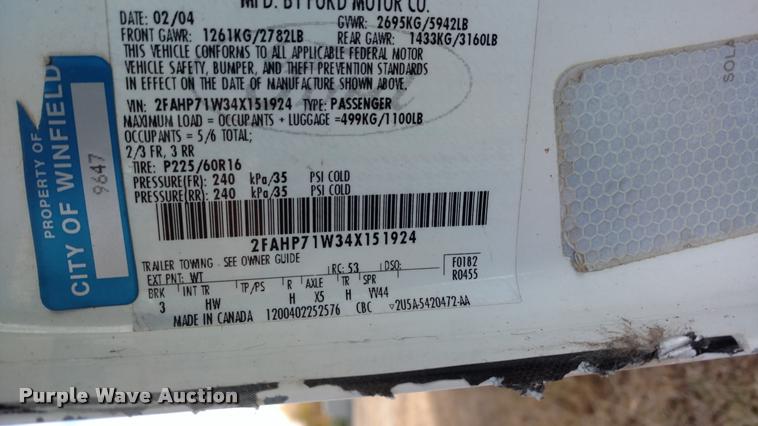 MFD. BY FORD MOTOR CO.
DATE: 02/04 GVWR: 2695KG/5942LB
FRONT GAWR: 1261KG/2782LB REAR GAWR: 1433KG/3160LB
THIS VEHICLE CONFORMS TO ALL APPLICABLE FEDERAL MOTOR
VEHICLE SAFETY, BUMPER, AND THEFT PREVENTION STANDARDS
IN EFFECT ON THE DATE OF MANUFACTURE SHOWN ABOVE.
VIN: 2FAHP71W34X151924 TYPE: PASSENGER
MAXIMUM LOAD = OCCUPANTS + LUGGAGE =499KG/1100LB
OCCUPANTS = 5/6 TOTAL;
2/3 FR, 3 RR
TIRE: P225/60R16
PRESSURE(FR): 240 kPa/35 PSI COLD
PRESSURE(RR): 240 kPa/35 PSI COLD
2FAHP71W34X151924
TRAILER TOWING - SEE OWNER GUIDE
EXT PNT: WT RC: 53 DSO: F0182
R0455
BRK INT TR TP/PS R AXLE TR SPR
3 HW H X5 H VV44
MADE IN CANADA 1200402252576 CBC 2U5A-5420472-AA
PROPERTY OF
CITY OF WINFIELD
9647
SOLA
Purple Wave Auction